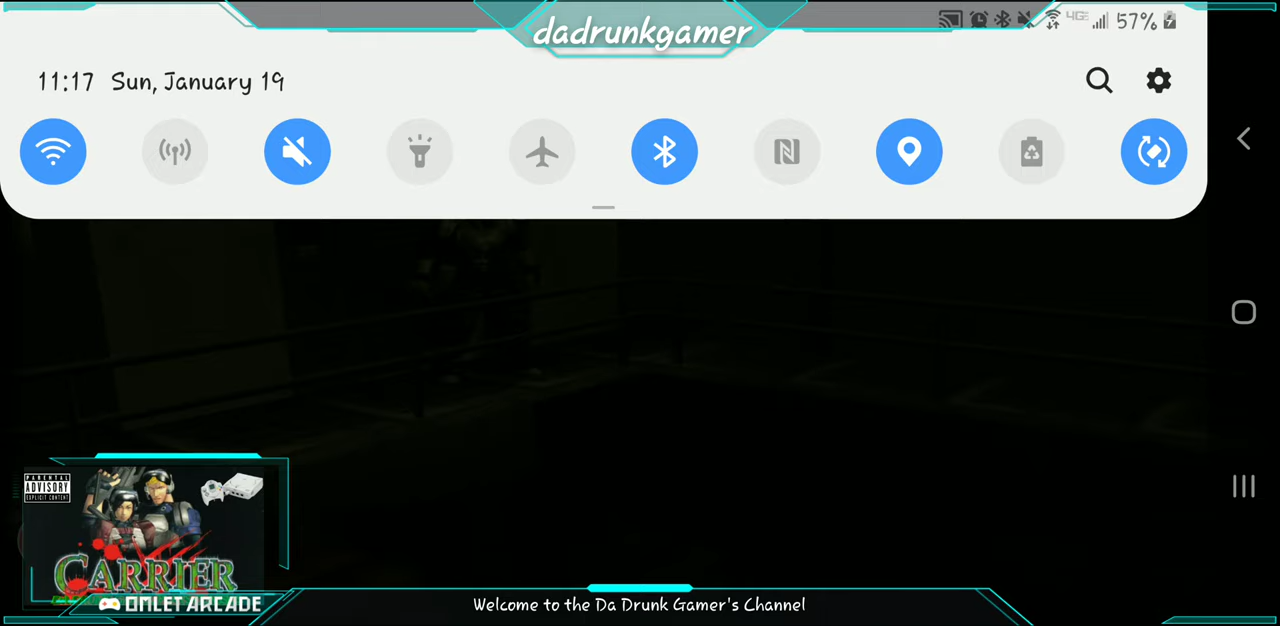 dadrunkgamer
4GE 57%
11:17 Sun, January 19
PARENTAL
ADVISORY
EXPLICIT CONTENT
CARRIER
OMLET ARCADE
Welcome to the Da Drunk Gamer's Channel